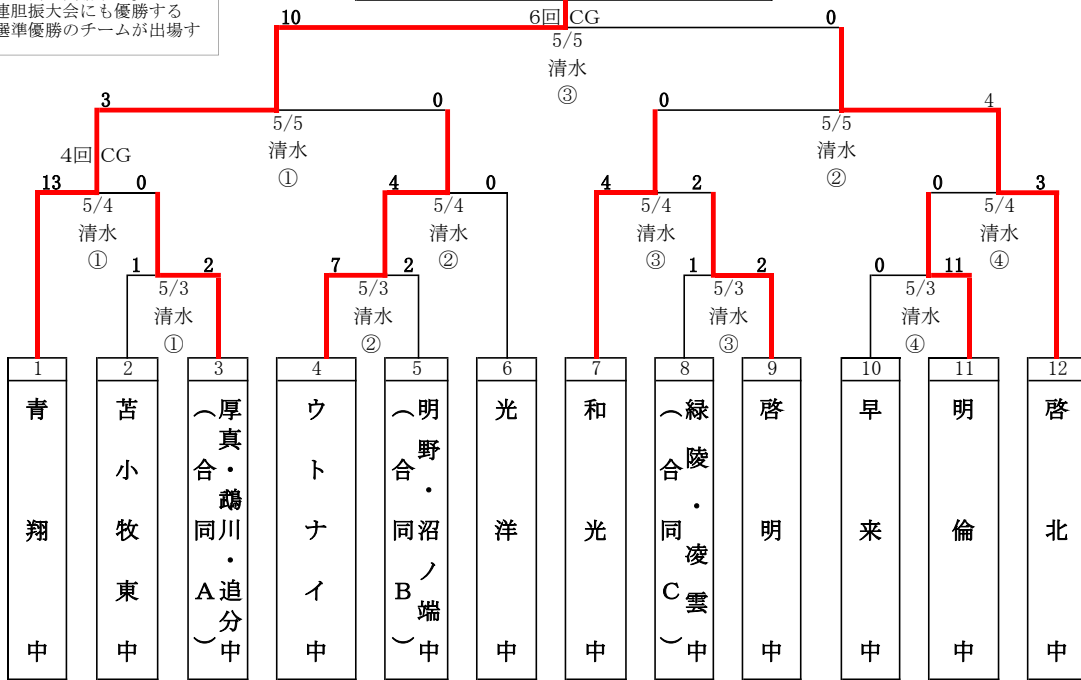 連胆振大会にも優勝する
選準優勝のチームが出場す
10 6回 CG 0
5/5
清水
③
3 0 0 4
5/5 5/5
清水 清水
① ②
4回 CG
13 0 4 0 4 2 0 3
5/4 5/4 5/4 5/4
清水 清水 清水 清水
① ② ③ ④
1 2 7 2 1 2 0 11
5/3 5/3 5/3 5/3
清水 清水 清水 清水
① ② ③ ④
1 2 3 4 5 6 7 8 9 10 11 12
青翔中
苫小牧東中
厚真・鵡川・追分中
(合同A)
ウトナイ中
明野・沼ノ端中
(合同B)
光洋中
和光中
緑陵・凌雲中
(合同C)
啓明中
早来中
明倫中
啓北中